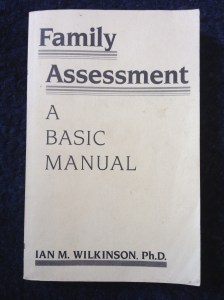 Family
Assessment
A
BASIC
MANUAL
IAN M. WILKINSON, Ph.D.